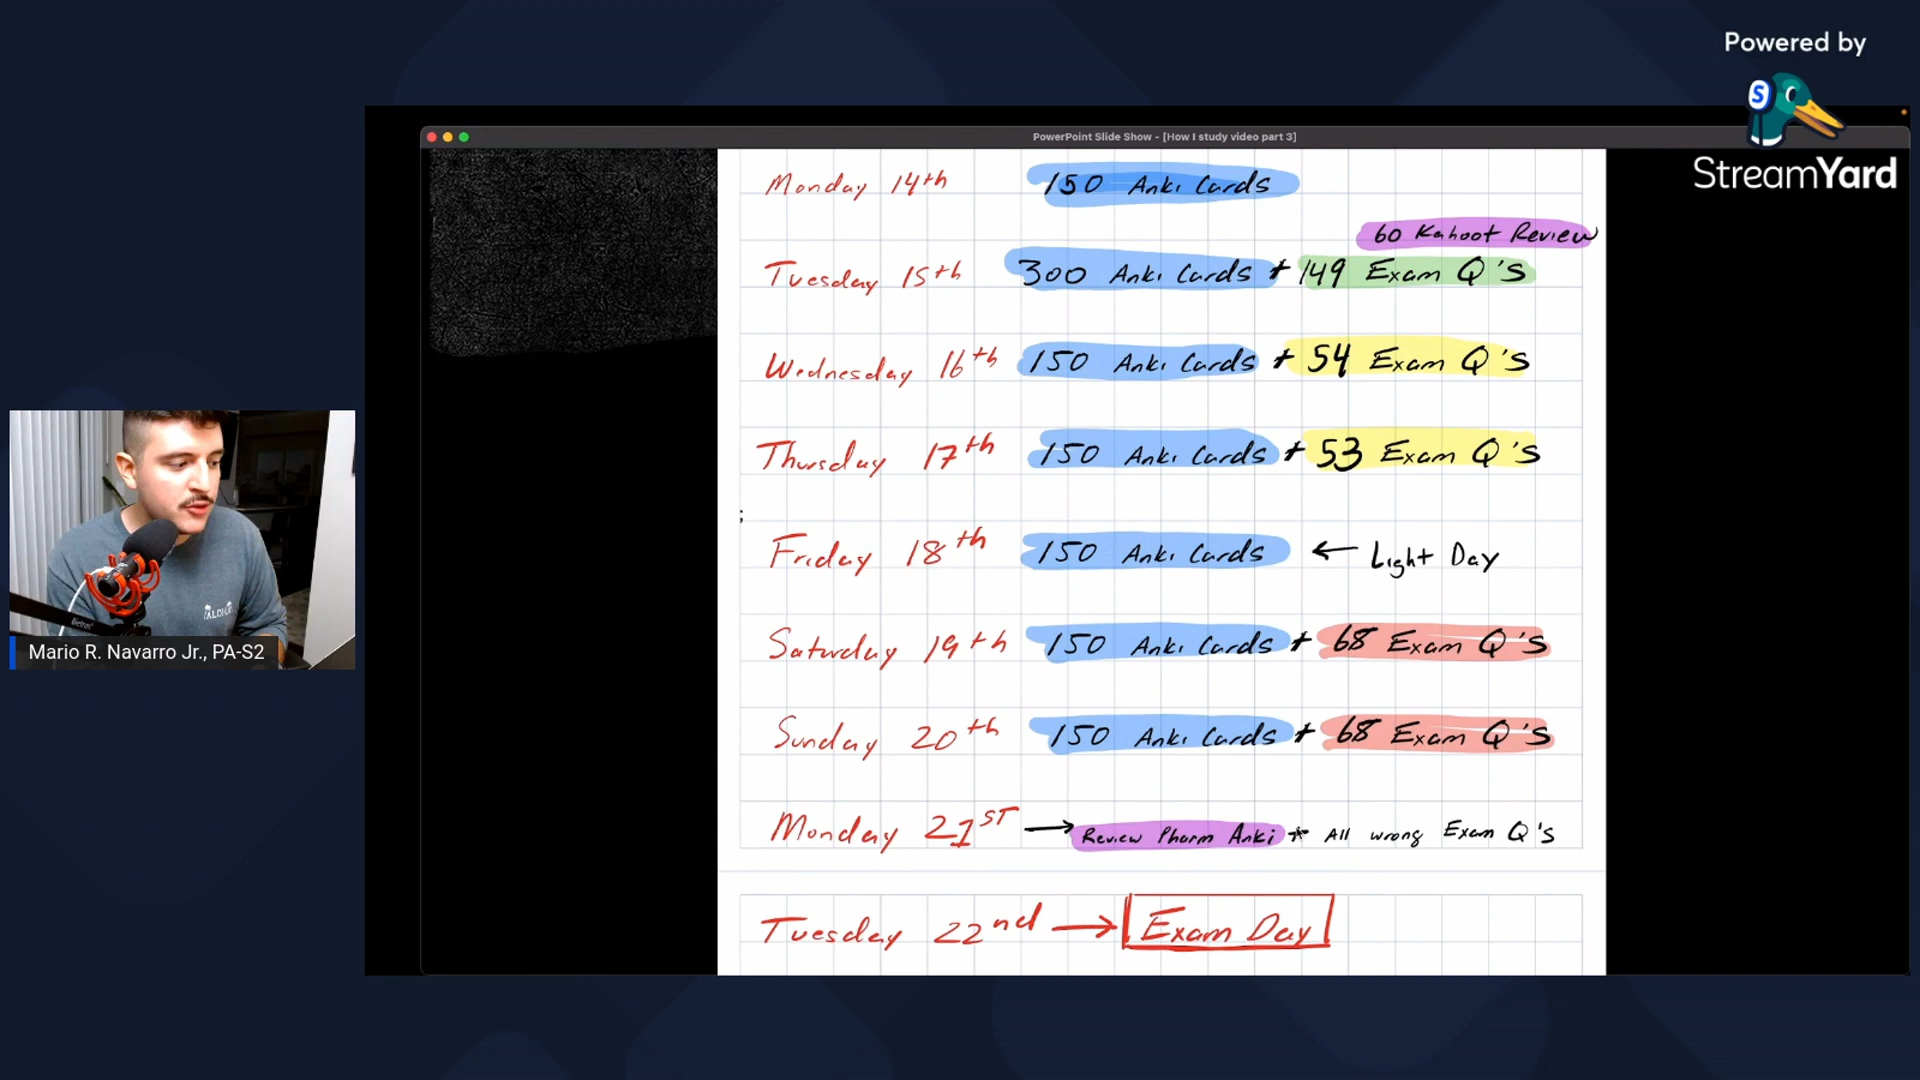 Powered by
S
StreamYard
PowerPoint Slide Show - [How I study video part 3]
Monday 14th 150 Anki Cards
60 Kahoot Review
Tuesday 15th 300 Anki Cards + 149 Exam Q's
Wednesday 16th 150 Anki Cards + 54 Exam Q's
Thursday 17th 150 Anki Cards + 53 Exam Q's
;
Friday 18th 150 Anki Cards ← Light Day
Saturday 19th 150 Anki Cards + 68 Exam Q's
Sunday 20th 150 Anki Cards + 68 Exam Q's
Monday 21ST → Review Pharm Anki + All wrong Exam Q's
Tuesday 22nd → Exam Day
Mario R. Navarro Jr., PA-S2